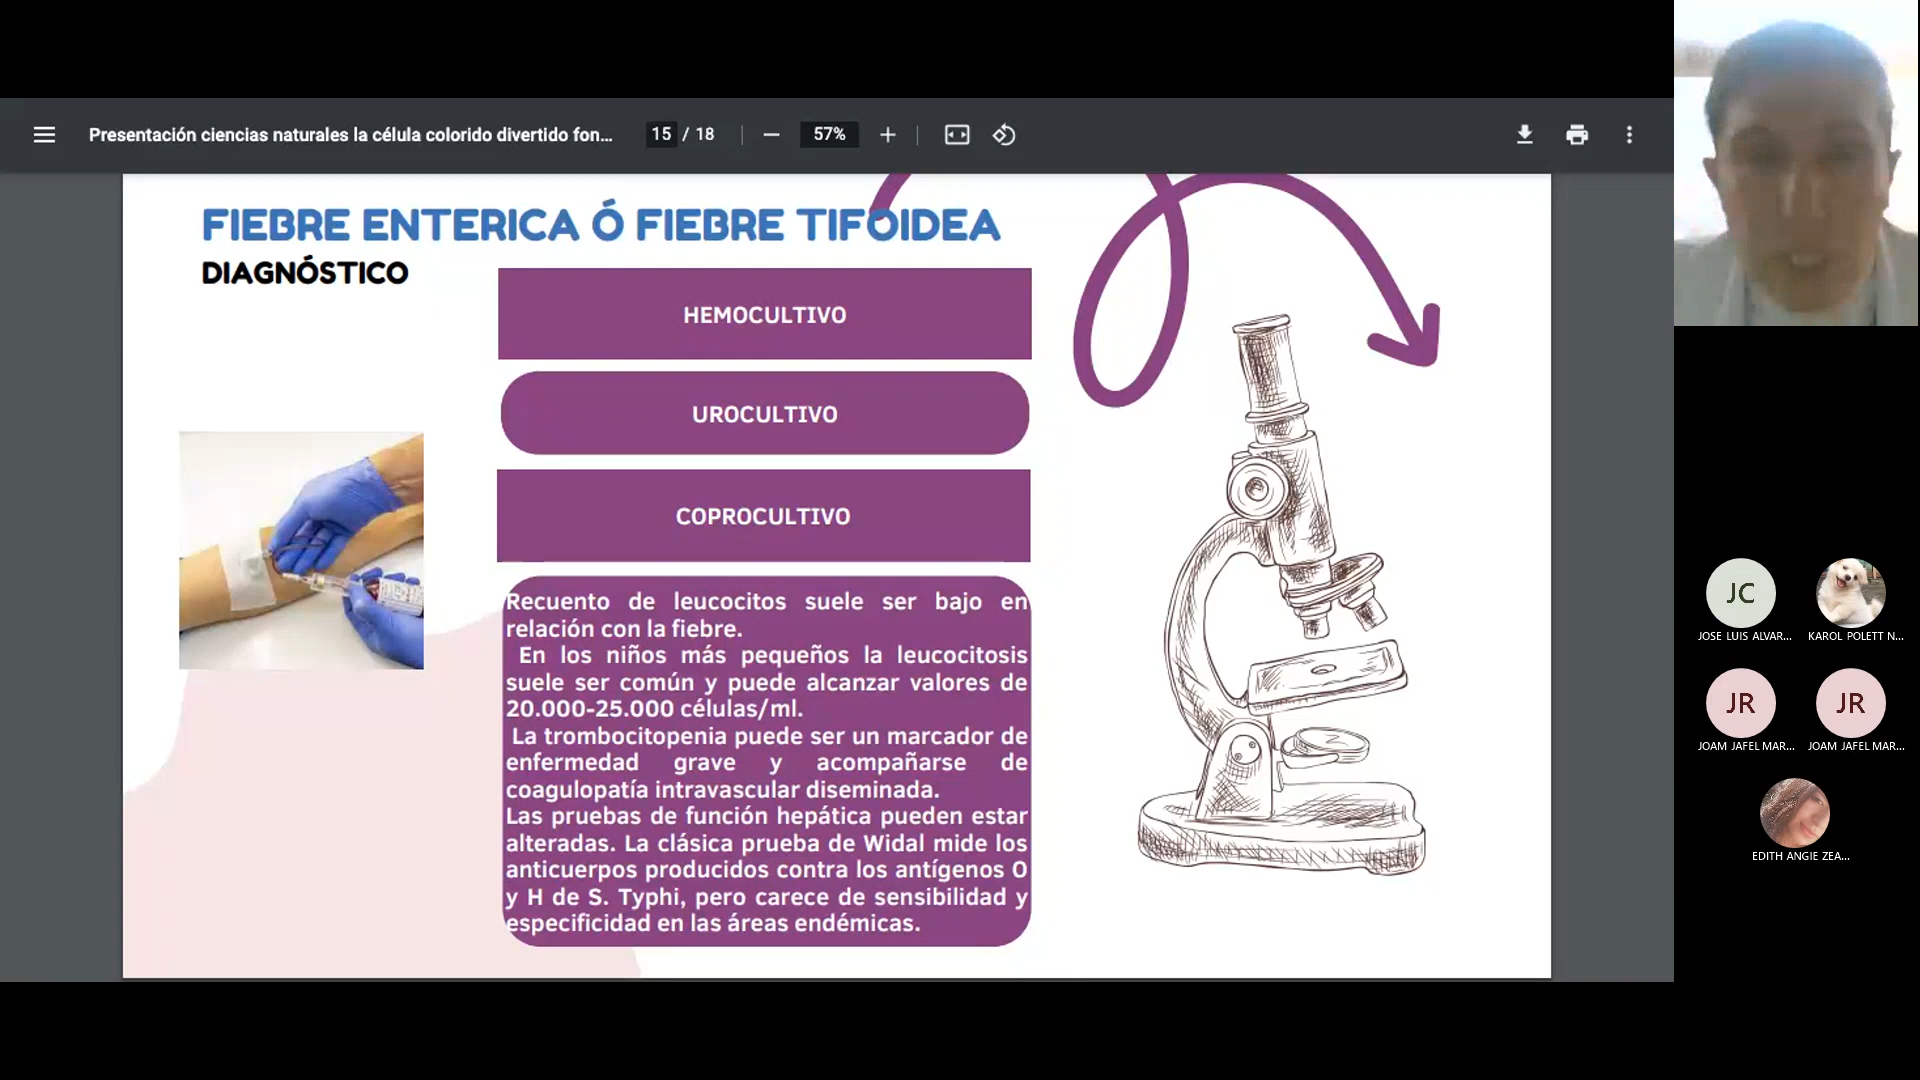 Presentación ciencias naturales la célula colorido divertido fon...
15 / 18
57%
FIEBRE ENTERICA Ó FIEBRE TIFOIDEA
DIAGNÓSTICO
HEMOCULTIVO
UROCULTIVO
COPROCULTIVO
Recuento de leucocitos suele ser bajo en
relación con la fiebre.
En los niños más pequeños la leucocitosis
suele ser común y puede alcanzar valores de
20.000-25.000 células/ml.
La trombocitopenia puede ser un marcador de
enfermedad grave y acompañarse de
coagulopatía intravascular diseminada.
Las pruebas de función hepática pueden estar
alteradas. La clásica prueba de Widal mide los
anticuerpos producidos contra los antígenos O
y H de S. Typhi, pero carece de sensibilidad y
especificidad en las áreas endémicas.
JC
JOSE LUIS ALVAR...
KAROL POLETT N...
JR
JOAM JAFEL MAR...
JR
JOAM JAFEL MAR...
EDITH ANGIE ZEA...